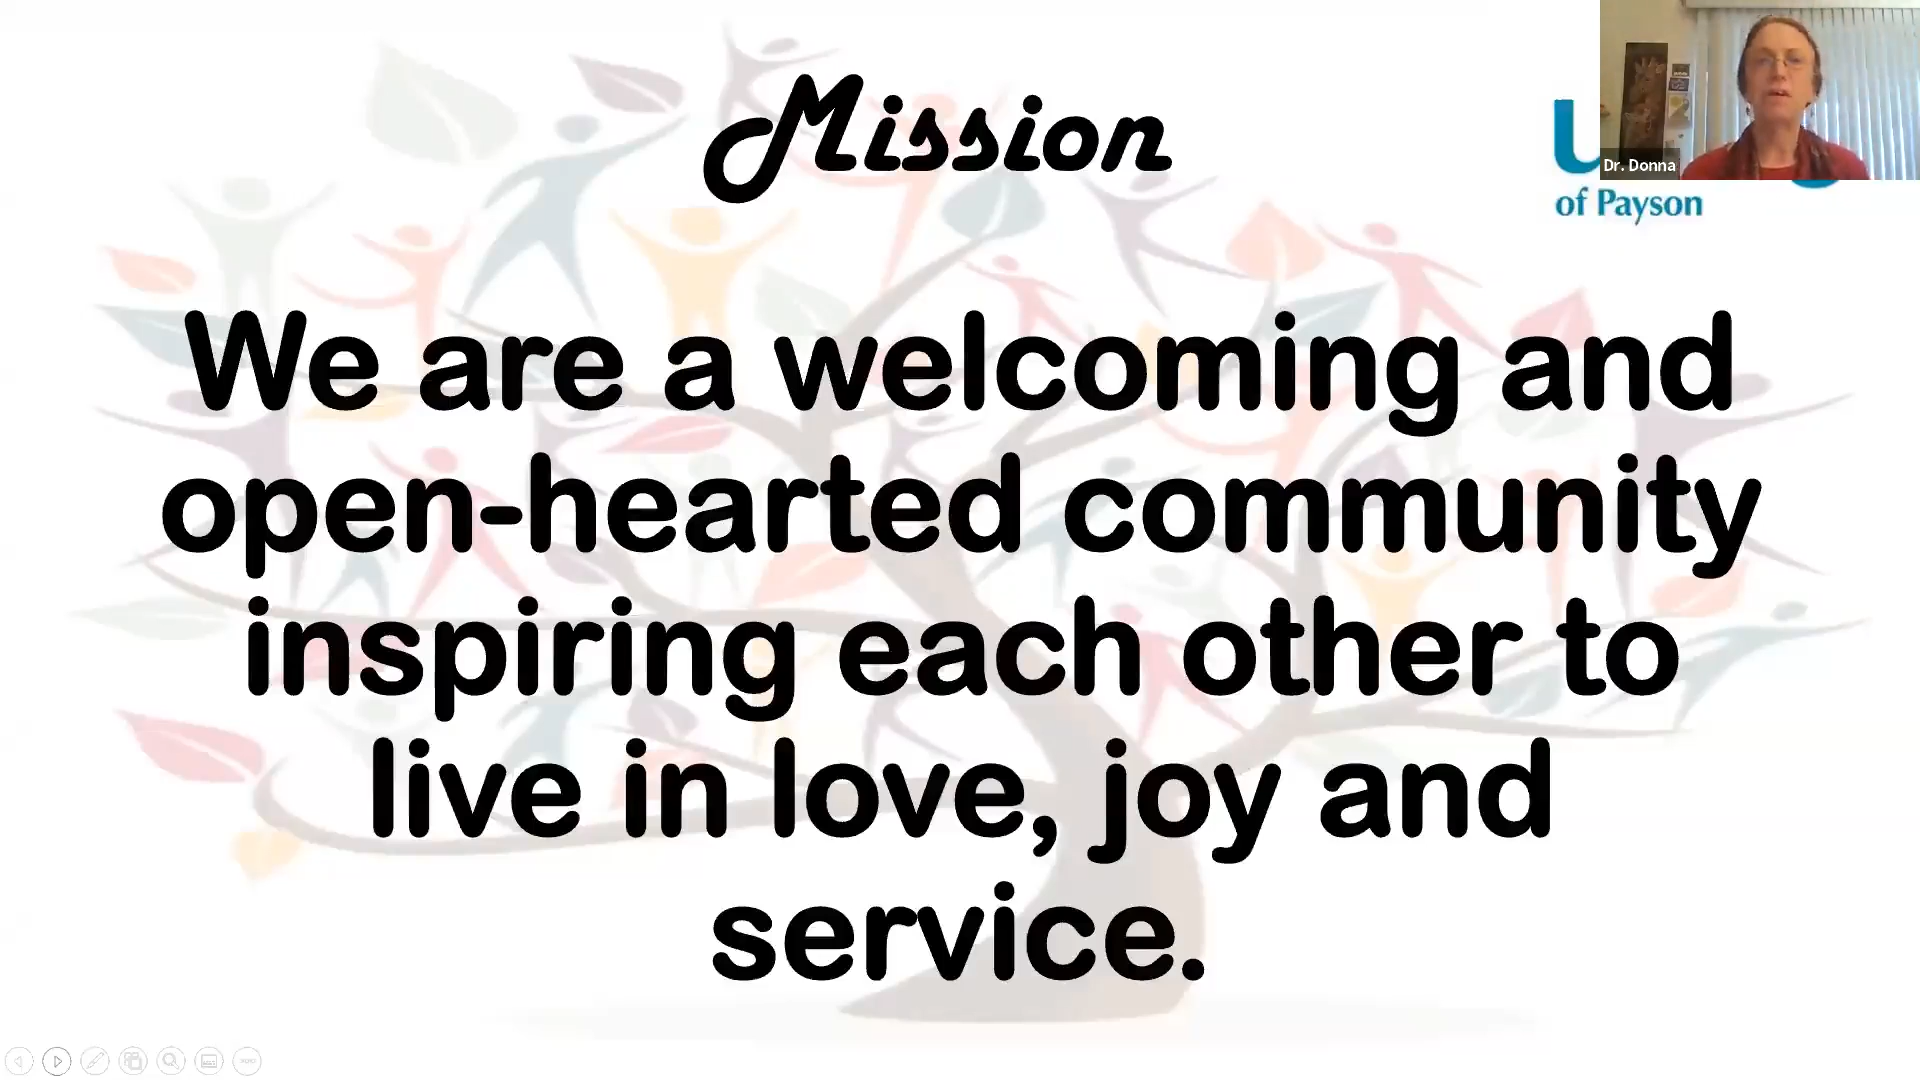 Mission
Dr. Donna
of Payson
We are a welcoming and
open-hearted community
inspiring each other to
live in love, joy and
service.